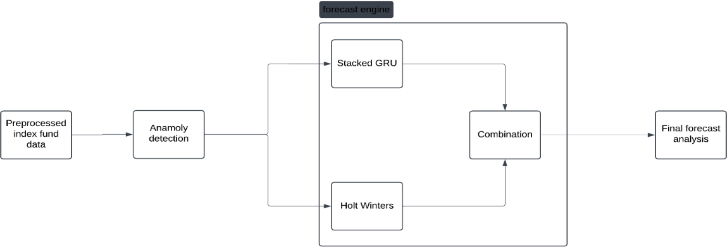 forecast engine
Stacked GRU
Preprocessed
index fund
data
Anamoly
detection
Combination
Final forecast
analysis
Holt Winters